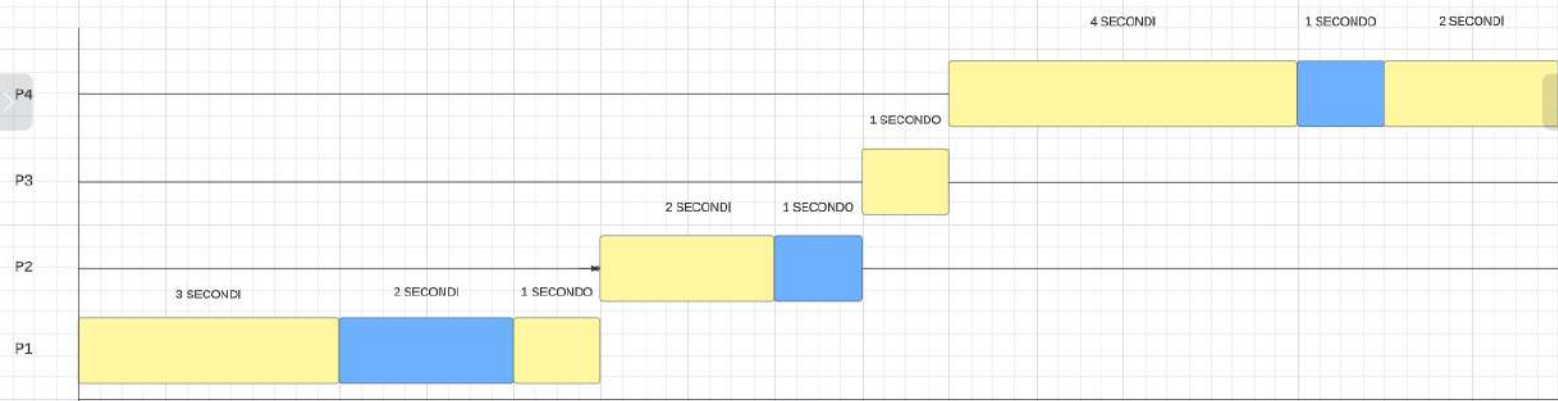 4 SECONDI 1 SECONDO 2 SECONDI
P4
1 SECONDO
P3
2 SECONDI 1 SECONDO
P2
3 SECONDI 2 SECONDI 1 SECONDO
P1